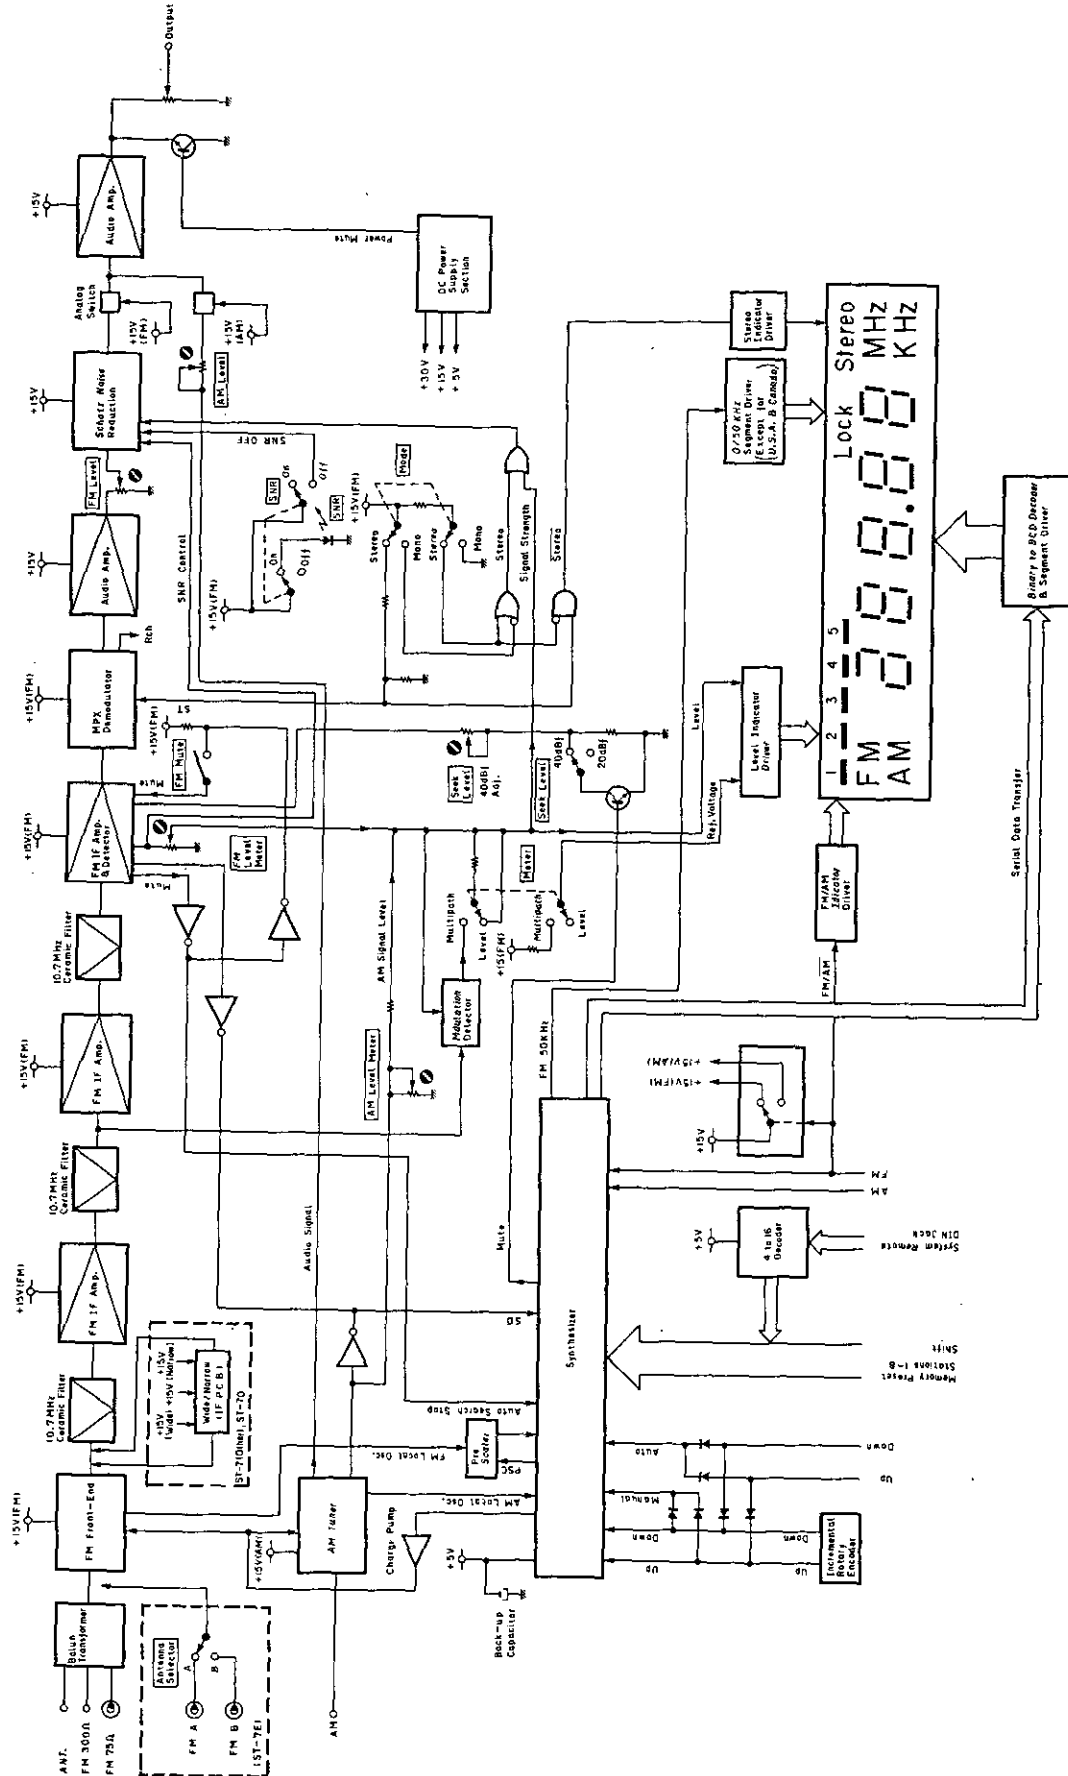 ANT.
FM 300Ω
FM 75Ω
Balun
Transformer
Antenna
Selector
A
B
FM A
FM B
(ST-7E)
AM
+15V(FM)
FM Front-End
10.7MHz
Ceramic Filter
+15V
(Wide)
+15V
(Narrow)
+15V
Wide/Narrow
(IF P.C.B)
ST-70
+15V(FM)
FM IF Amp.
10.7MHz
Ceramic Filter
+15V(FM)
FM IF Amp.
10.7MHz
Ceramic Filter
+15V(FM)
FM IF Amp.
& Detector
Mute
Mute
FM Mute
+15V(FM)
ST
FM
Level
Meter
+15V(FM)
MPX
Demodulator
Rch
+15V
Audio Amp.
FM Level
+15V
Schotz Noise
Reduction
Analog
Switch
+15V
(FM)
+15V
(AM)
AM Level
+15V
Audio Amp.
Output
Power Mute
DC Power
Supply
Section
+30V
+15V
+5V
SNR Control
SNR OFF
+15V(FM)
On
Off
SNR
On
Off
SNR
+15V(FM)
Mode
Stereo
Mono
Stereo
Mono
Stereo
Signal Strength
Stereo
Seek
Level
40dBf
Adj.
Seek Level
40dBf
20dBf
+15V(AM)
AM Tuner
Audio Signal
AM Signal Level
AM Level Meter
Mdulation
Detector
Multipath
Level
Meter
+15(FM)
Multipath
Level
Level
Ref.Voltage
Charge Pump
+5V
Back-up
Capacitor
AM Local Osc.
FM Local Osc.
Pre
Scaler
PSC
Auto Search Stop
SD
Mute
Synthesizer
FM 50KHz
Incremental
Rotary
Encoder
Up
Down
Up
Down
Manual
Auto
Up
Down
Memory Preset
Stations 1-8
Shift
+5V
4 to 16
Decoder
System Remote
DIN Jack
AM
FM
+15V
+15V(FM)
+15V(AM)
FM/AM
FM/AM
Idicator
Driver
Level Indicator
Driver
0/50 KHz
Segment Driver
(Except for
U.S.A. & Canada)
Stereo
Indicator
Driver
1 2 3 4 5
Lock Stereo
FM
AM
288.88
MHz
KHz
Serial Data Transfer
Binary to BCD Decoder
& Segment Driver